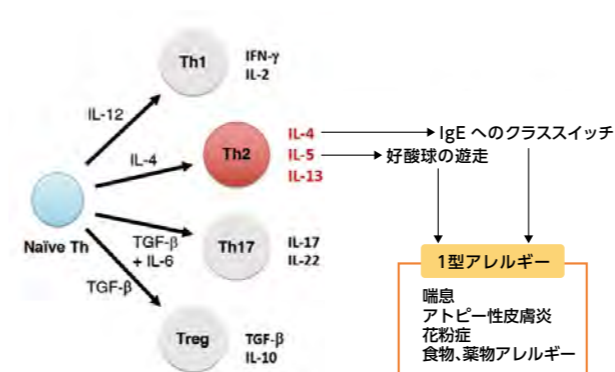 Th1
IFN-γ
IL-2
IL-12
IL-4
Th2
IL-4
IL-5
IL-13
IgE へのクラススイッチ
好酸球の遊走
Naïve Th
TGF-β
+ IL-6
Th17
IL-17
IL-22
TGF-β
Treg
TGF-β
IL-10
1型アレルギー
喘息
アトピー性皮膚炎
花粉症
食物、薬物アレルギー